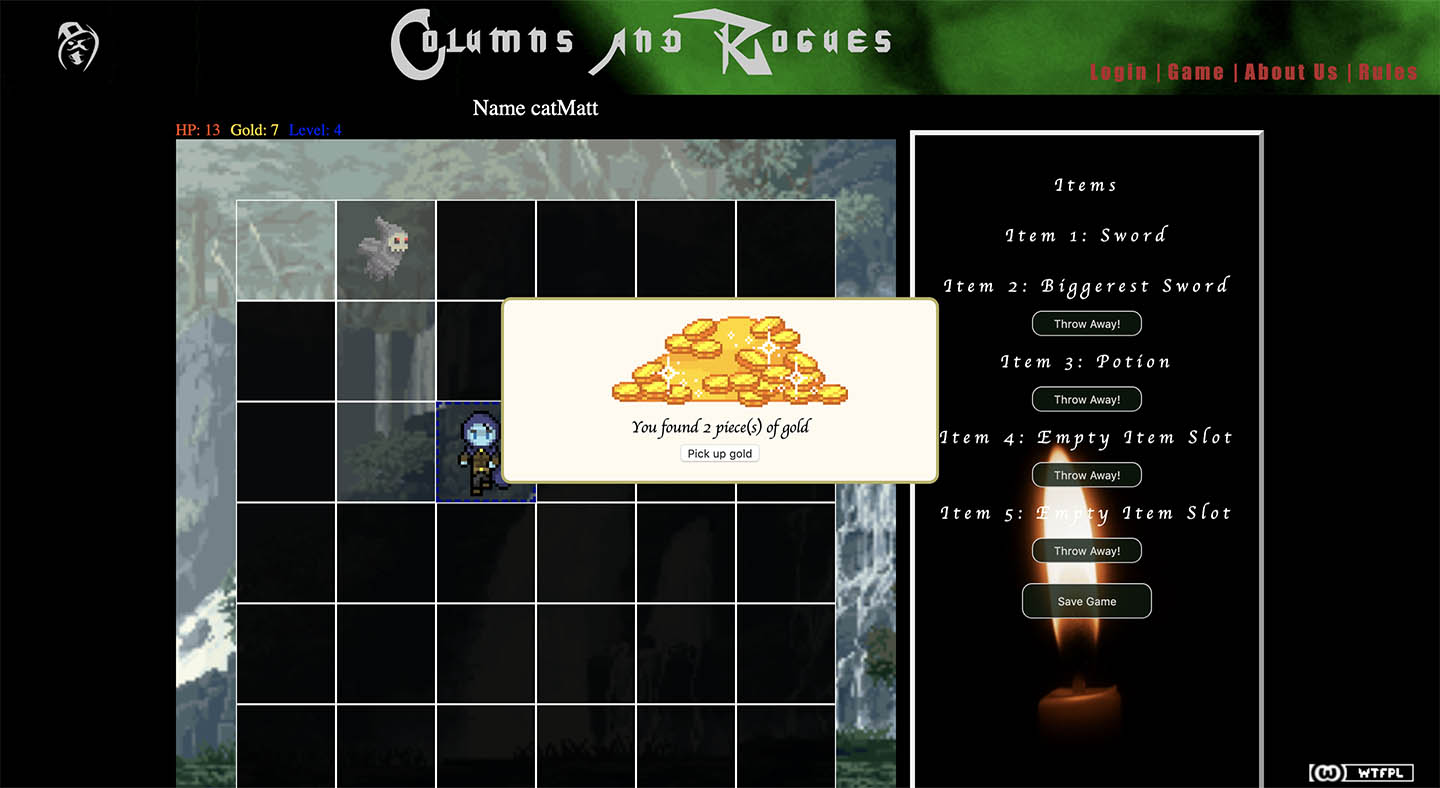 Columns and Rogues
Login | Game | About Us | Rules
Name catMatt
HP: 13 Gold: 7 Level: 4
Items
Item 1: Sword
Item 2: Biggerest Sword
Throw Away!
Item 3: Potion
Throw Away!
Item 4: Empty Item Slot
Throw Away!
Item 5: Empty Item Slot
Throw Away!
Save Game
You found 2 piece(s) of gold
Pick up gold
WTFPL